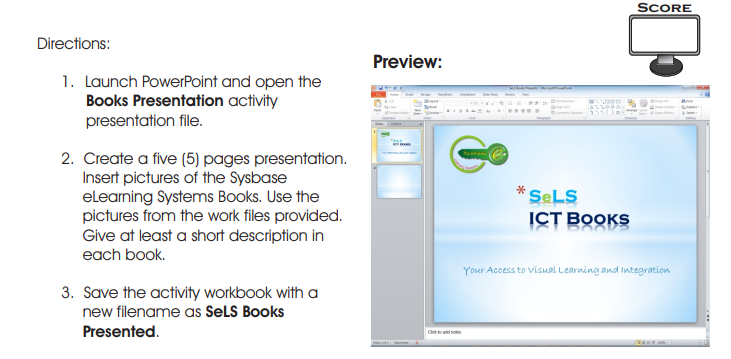 SCORE
Directions:
Preview:
1. Launch PowerPoint and open the
Books Presentation activity
presentation file.
2. Create a five (5) pages presentation.
Insert pictures of the Sysbase
eLearning Systems Books. Use the
pictures from the work files provided.
Give at least a short description in
each book.
3. Save the activity workbook with a
new filename as SeLS Books
Presented.
Sysbase
* SeLS
ICT BOOKS
Your Access to Visual Learning and Integration
Click to add notes